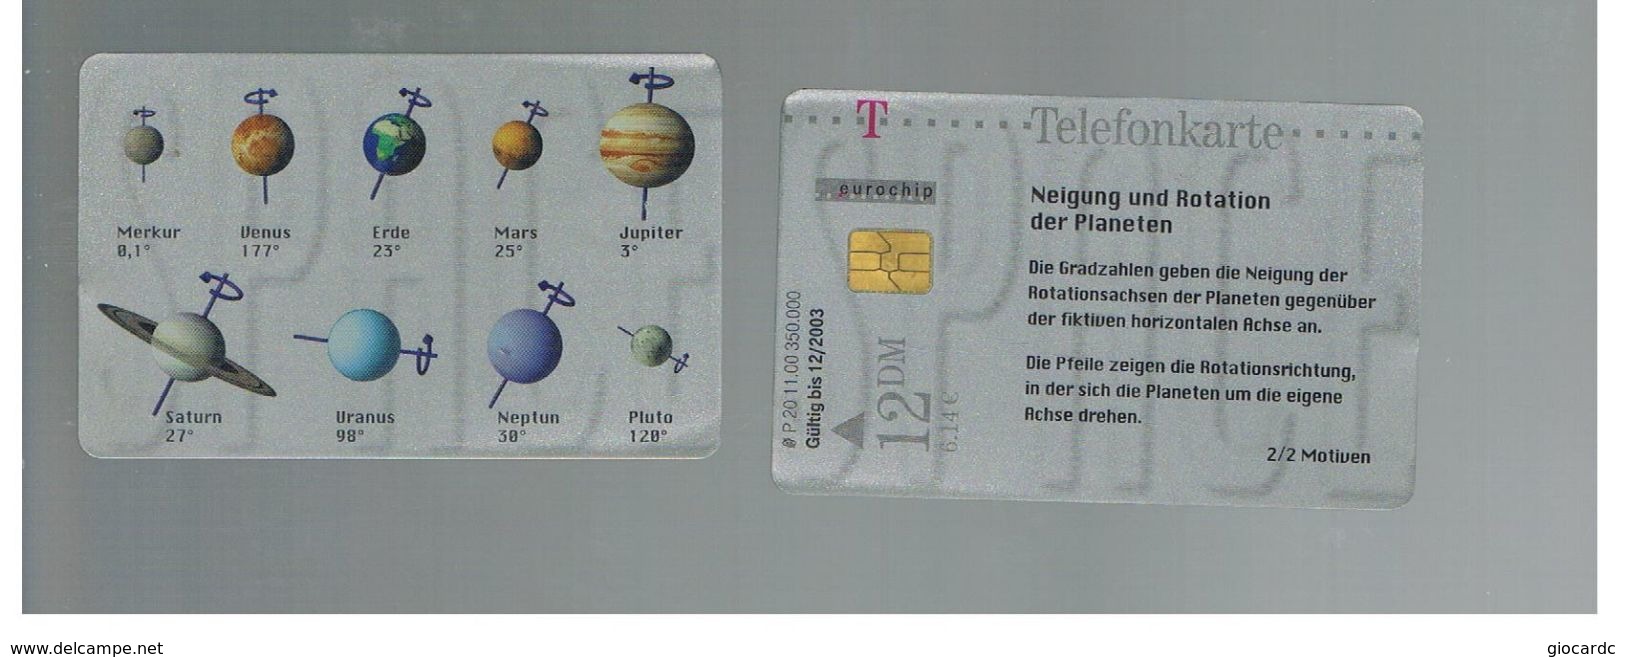 Merkur
0,1°
Venus
177°
Erde
23°
Mars
25°
Jupiter
3°
Saturn
27°
Uranus
98°
Neptun
30°
Pluto
120°
T
Telefonkarte
eurochip
Neigung und Rotation
der Planeten
Die Gradzahlen geben die Neigung der
Rotationsachsen der Planeten gegenüber
der fiktiven horizontalen Achse an.
Die Pfeile zeigen die Rotationsrichtung,
in der sich die Planeten um die eigene
Achse drehen.
2/2 Motiven
P 20 11.00 350.000
Gültig bis 12/2003
12 DM
6.14 €
www.delcampe.net
giocardc